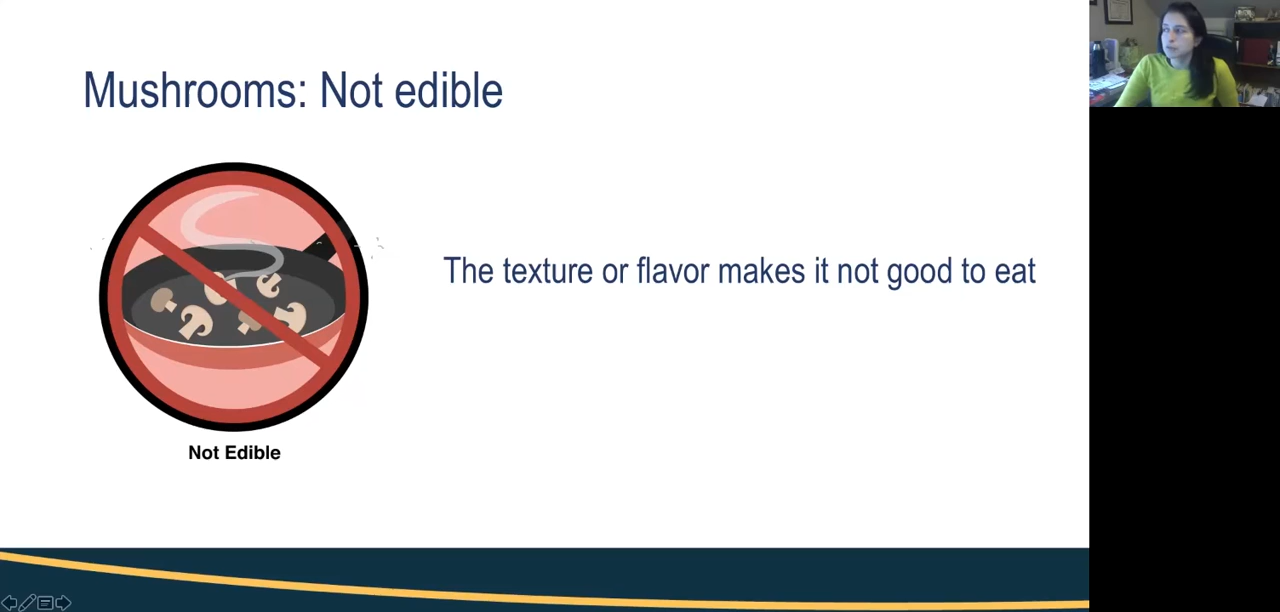 Mushrooms: Not edible
The texture or flavor makes it not good to eat
Not Edible